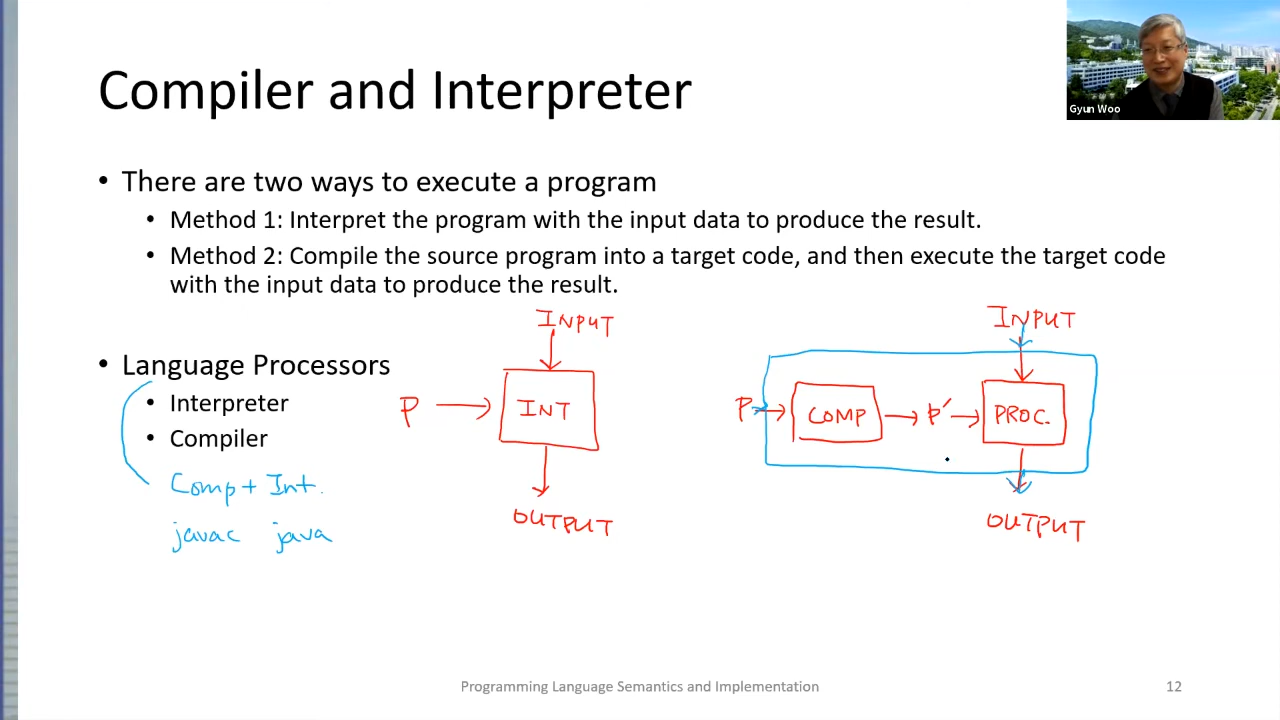 Gyun Woo
Compiler and Interpreter
• There are two ways to execute a program
• Method 1: Interpret the program with the input data to produce the result.
• Method 2: Compile the source program into a target code, and then execute the target code
with the input data to produce the result.
• Language Processors
• Interpreter
• Compiler
Comp + Int.
javac java
INPUT
P
INT
OUTPUT
INPUT
P
COMP
P'
PROC.
OUTPUT
Programming Language Semantics and Implementation
12